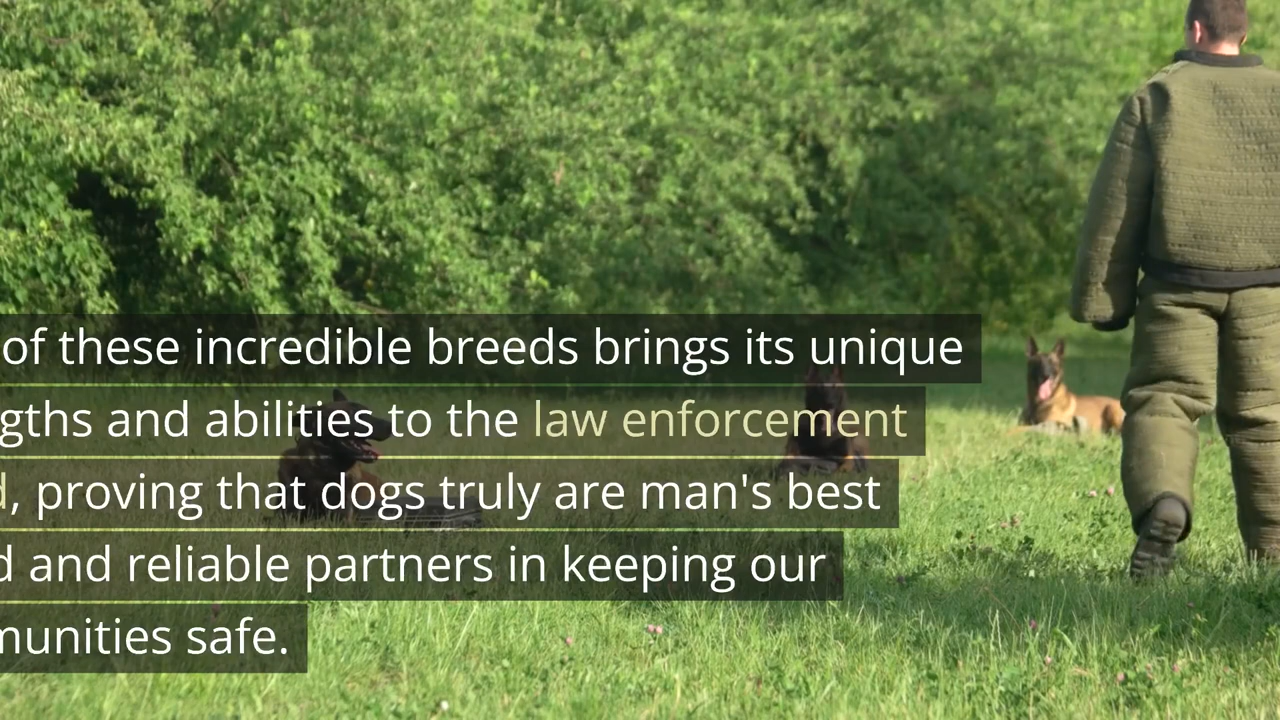 of these incredible breeds brings its unique
gths and abilities to the law enforcement
d, proving that dogs truly are man's best
d and reliable partners in keeping our
munities safe.